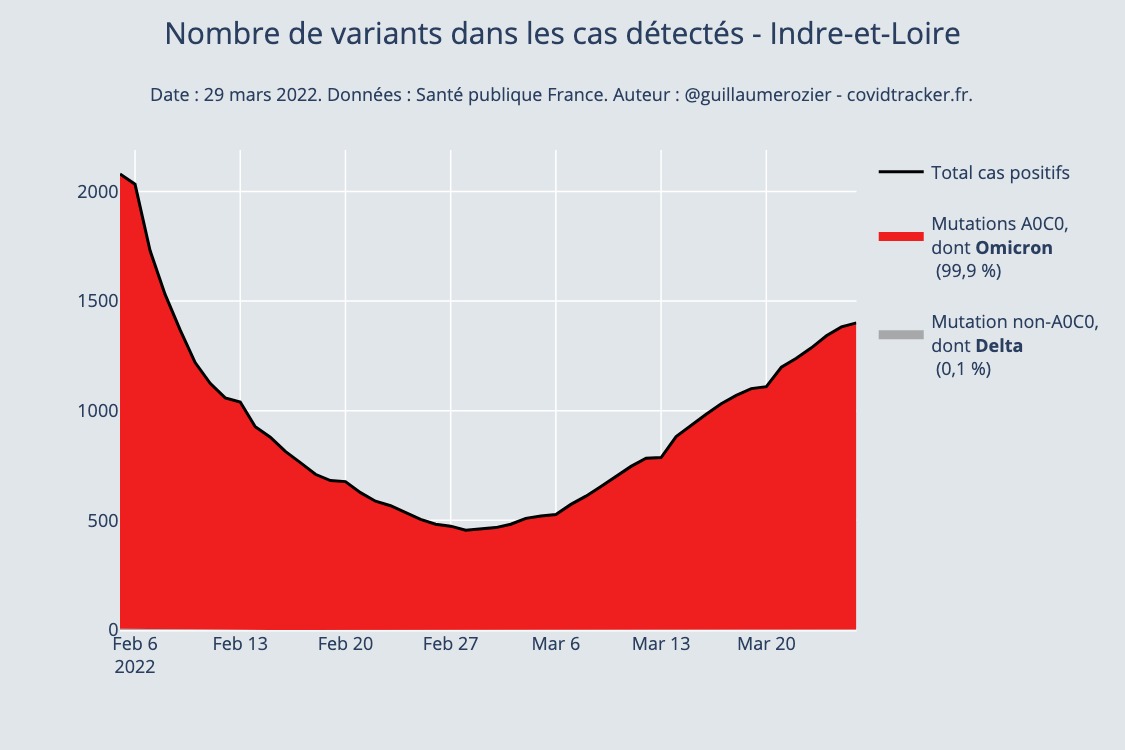 Nombre de variants dans les cas détectés - Indre-et-Loire
Date : 29 mars 2022. Données : Santé publique France. Auteur : @guillaumerozier - covidtracker.fr.
Total cas positifs
Mutations A0C0,
dont Omicron
(99,9 %)
Mutation non-A0C0,
dont Delta
(0,1 %)
2000
1500
1000
500
0
Feb 6 Feb 13 Feb 20 Feb 27 Mar 6 Mar 13 Mar 20
2022